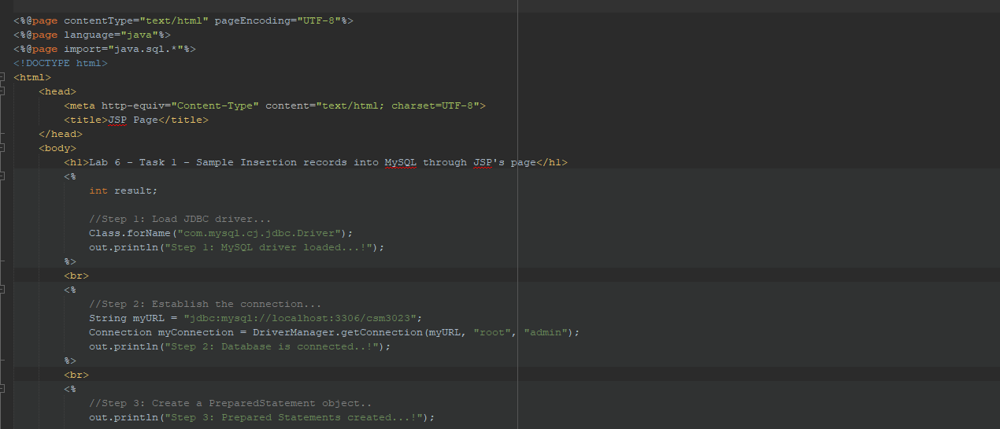 <%@page contentType="text/html" pageEncoding="UTF-8"%>
<%@page language="java"%>
<%@page import="java.sql.*"%>
<!DOCTYPE html>
<html>
<head>
<meta http-equiv="Content-Type" content="text/html; charset=UTF-8">
<title>JSP Page</title>
</head>
<body>
<h1>Lab 6 - Task 1 - Sample Insertion records into MySQL through JSP's page</h1>
<%
int result;
//Step 1: Load JDBC driver...
Class.forName("com.mysql.cj.jdbc.Driver");
out.println("Step 1: MySQL driver loaded...!");
%>
<br>
<%
//Step 2: Establish the connection...
String myURL = "jdbc:mysql://localhost:3306/csm3023";
Connection myConnection = DriverManager.getConnection(myURL, "root", "admin");
out.println("Step 2: Database is connected..!");
%>
<br>
<%
//Step 3: Create a PreparedStatement object..
out.println("Step 3: Prepared Statements created...!");